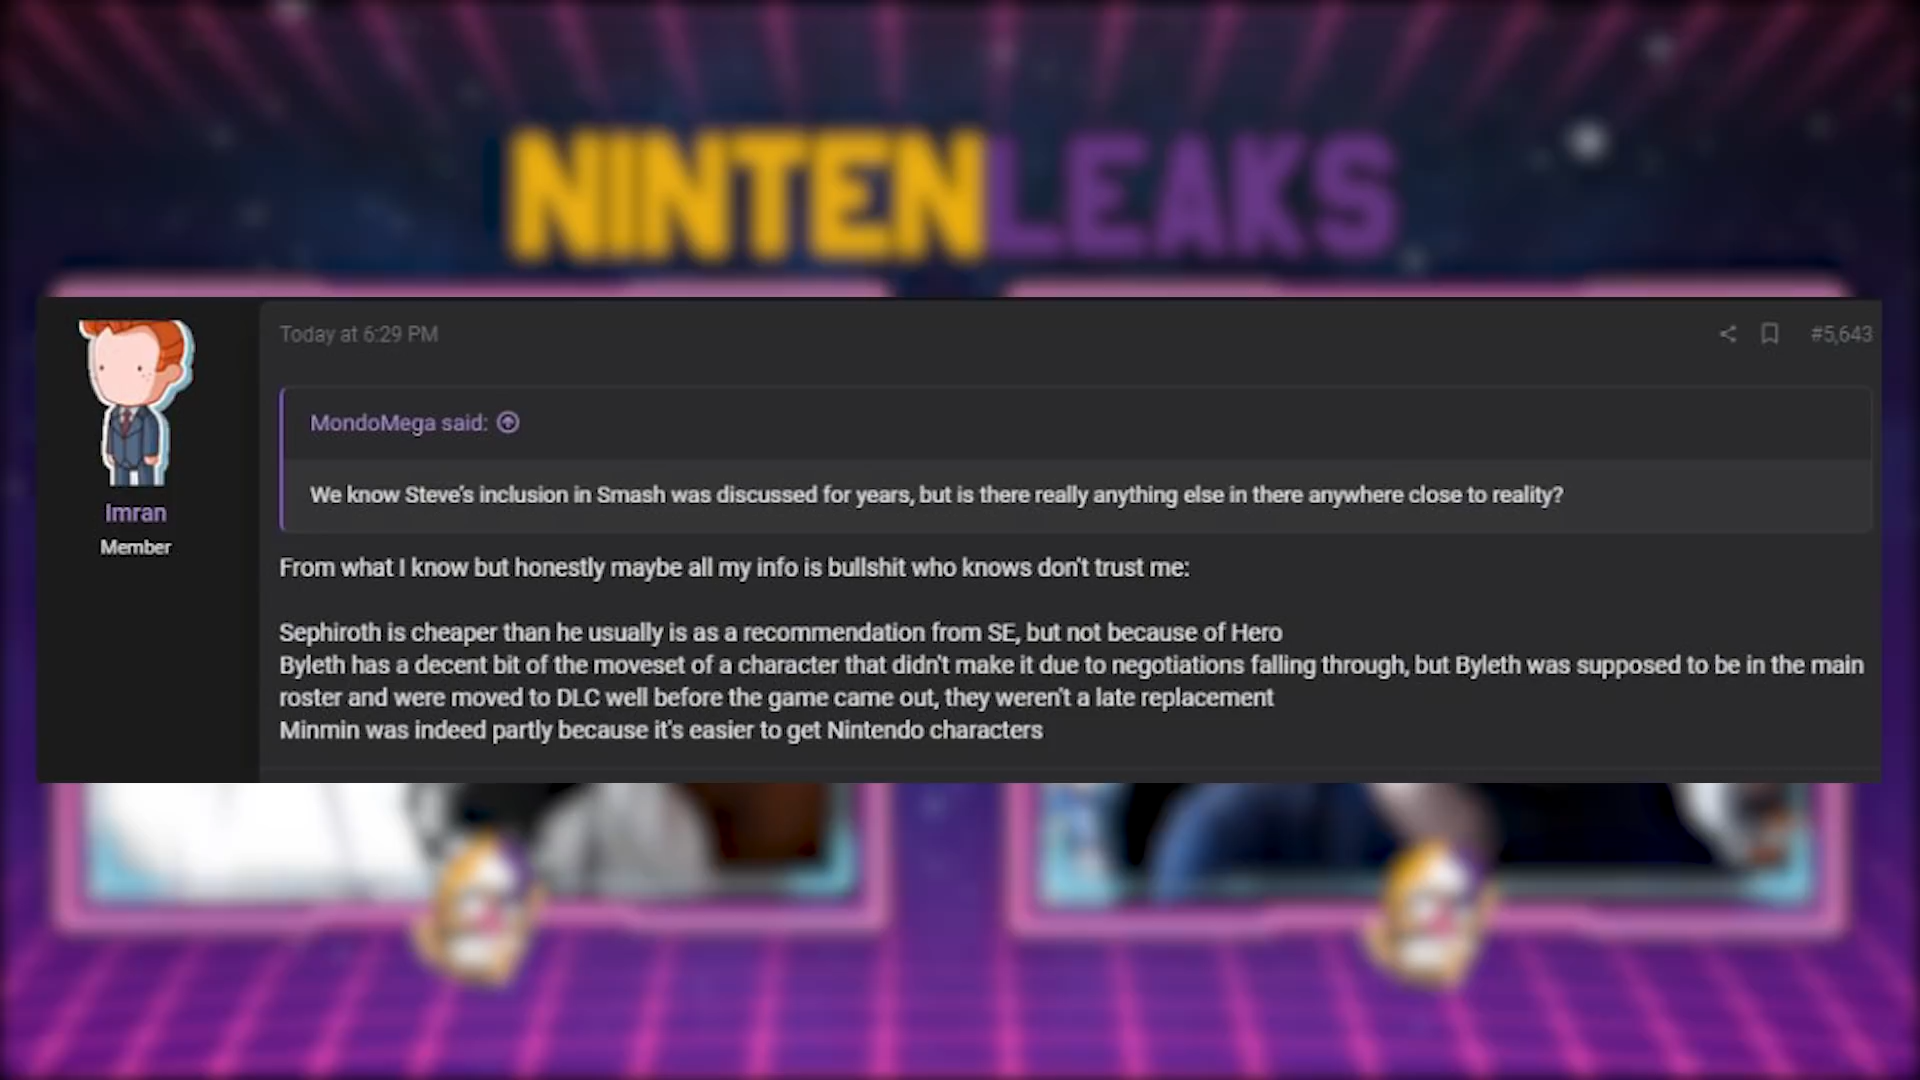 NINTENLEAKS
Today at 6:29 PM
#5,643
MondoMega said:
We know Steve's inclusion in Smash was discussed for years, but is there really anything else in there anywhere close to reality?
Imran
Member
From what I know but honestly maybe all my info is bullshit who knows don't trust me:
Sephiroth is cheaper than he usually is as a recommendation from SE, but not because of Hero
Byleth has a decent bit of the moveset of a character that didn't make it due to negotiations falling through, but Byleth was supposed to be in the main
roster and were moved to DLC well before the game came out, they weren't a late replacement
Minmin was indeed partly because it's easier to get Nintendo characters